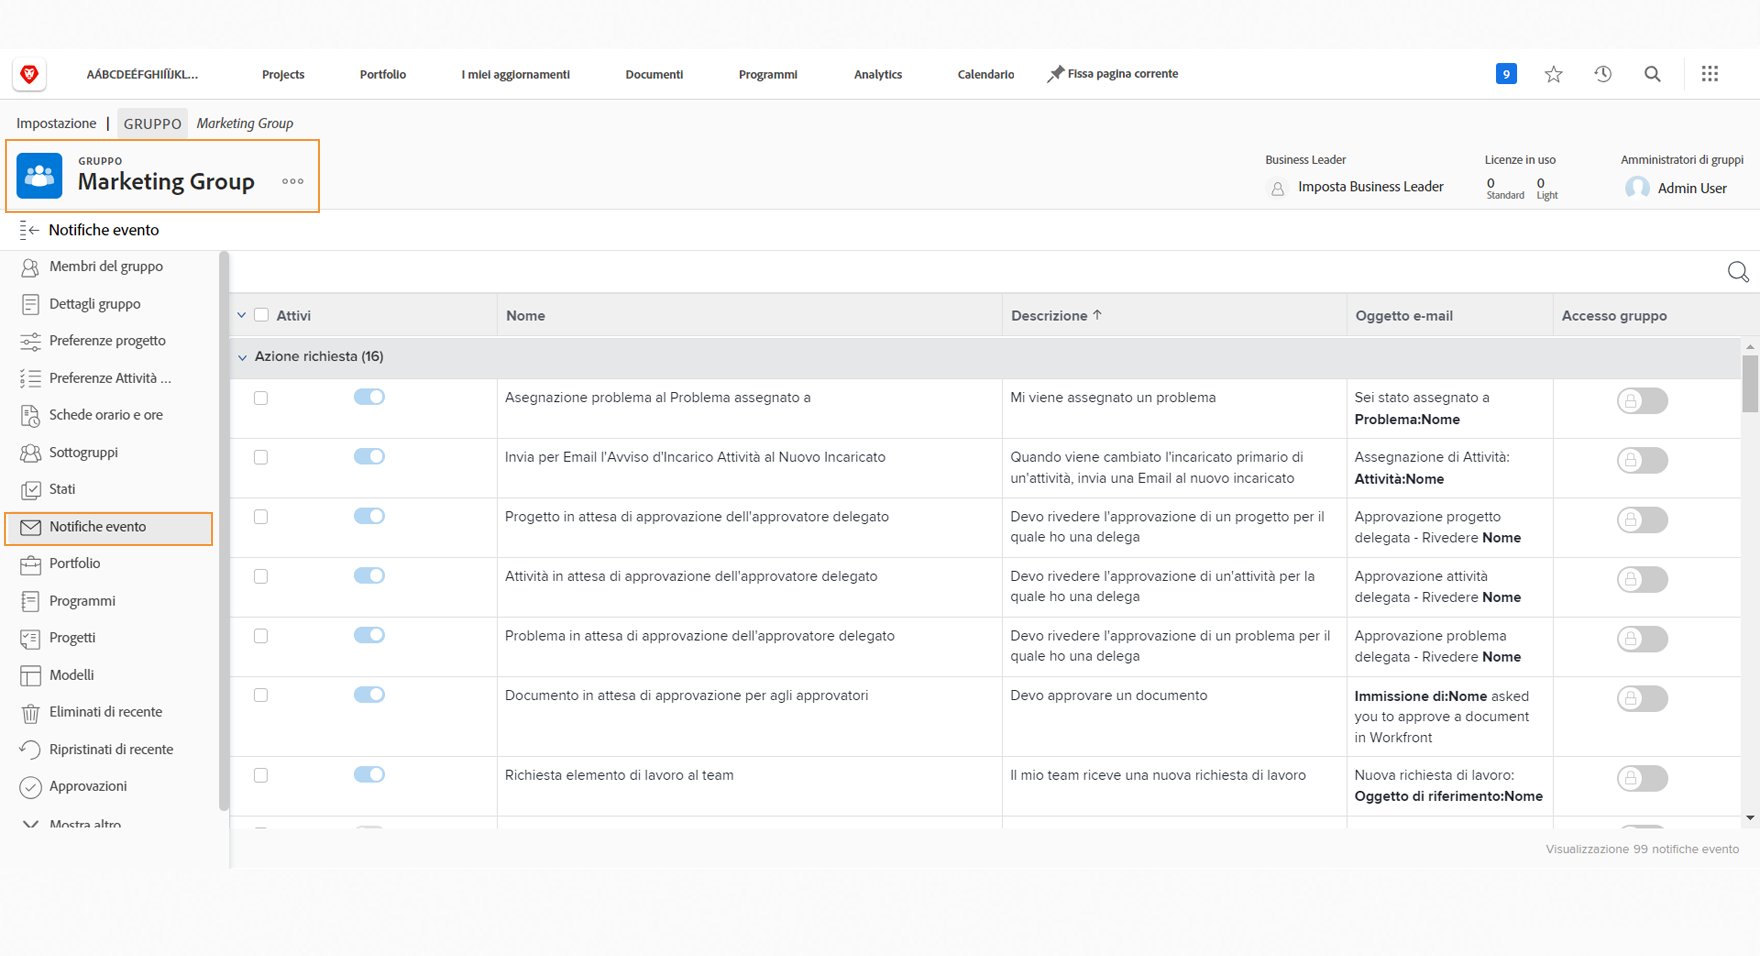 AÁBCDEÉFGHIÍÏJKL...
Projects
Portfolio
I miei aggiornamenti
Documenti
Programmi
Analytics
Calendario
Fissa pagina corrente
9
Impostazione | GRUPPO Marketing Group
GRUPPO
Marketing Group
Business Leader
Imposta Business Leader
Licenze in uso
0 0
Standard Light
Amministratori di gruppi
Admin User
Notifiche evento
Membri del gruppo
Dettagli gruppo
Preferenze progetto
Preferenze Attività ...
Schede orario e ore
Sottogruppi
Stati
Notifiche evento
Portfolio
Programmi
Progetti
Modelli
Eliminati di recente
Ripristinati di recente
Approvazioni
Mostra altro
Attivi Nome Descrizione ↑ Oggetto e-mail Accesso gruppo
Azione richiesta (16)
Asegnazione problema al Problema assegnato a
Mi viene assegnato un problema
Sei stato assegnato a
Problema:Nome
Invia per Email l'Avviso d'Incarico Attività al Nuovo Incaricato
Quando viene cambiato l'incaricato primario di
un'attività, invia una Email al nuovo incaricato
Assegnazione di Attività:
Attività:Nome
Progetto in attesa di approvazione dell'approvatore delegato
Devo rivedere l'approvazione di un progetto per il
quale ho una delega
Approvazione progetto
delegata - Rivedere Nome
Attività in attesa di approvazione dell'approvatore delegato
Devo rivedere l'approvazione di un'attività per la
quale ho una delega
Approvazione attività
delegata - Rivedere Nome
Problema in attesa di approvazione dell'approvatore delegato
Devo rivedere l'approvazione di un problema per il
quale ho una delega
Approvazione problema
delegata - Rivedere Nome
Documento in attesa di approvazione per agli approvatori
Devo approvare un documento
Immissione di:Nome asked
you to approve a document
in Workfront
Richiesta elemento di lavoro al team
Il mio team riceve una nuova richiesta di lavoro
Nuova richiesta di lavoro:
Oggetto di riferimento:Nome
Visualizzazione 99 notifiche evento